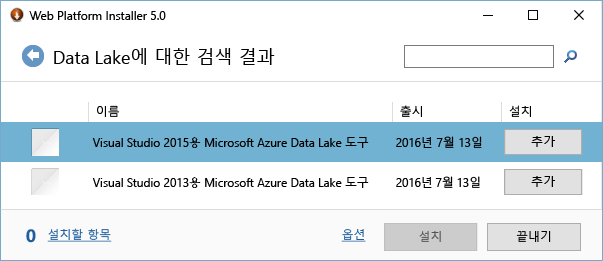 Web Platform Installer 5.0
Data Lake에 대한 검색 결과
이름 출시 설치
Visual Studio 2015용 Microsoft Azure Data Lake 도구 2016년 7월 13일 추가
Visual Studio 2013용 Microsoft Azure Data Lake 도구 2016년 7월 13일 추가
0 설치할 항목 옵션 설치 끝내기